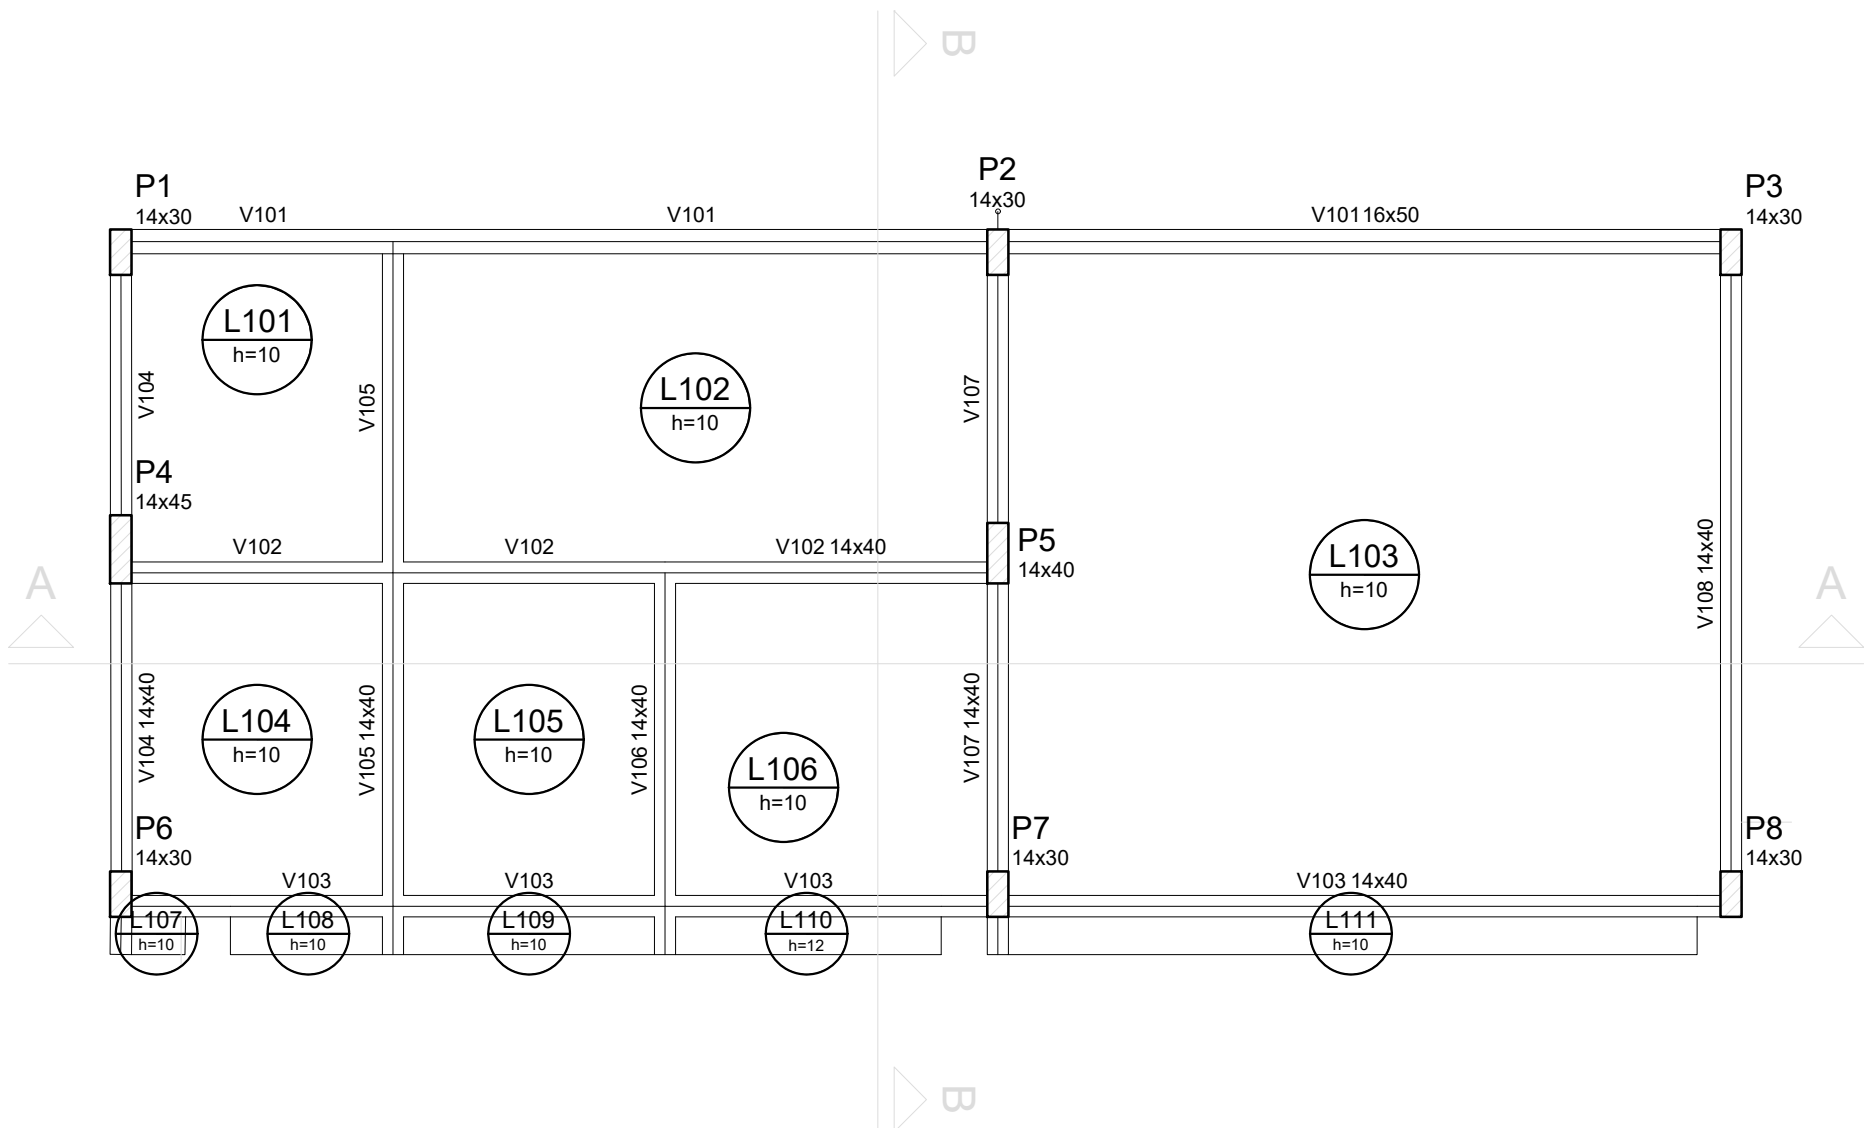 B
P1
14x30
V101
V101
P2
14x30
V101 16x50
P3
14x30
L101
h=10
V104
V105
L102
h=10
V107
P4
14x45
V102
V102
V102 14x40
P5
14x40
L103
h=10
V108 14x40
A
A
V104 14x40
L104
h=10
V105 14x40
L105
h=10
V106 14x40
L106
h=10
V107 14x40
P6
14x30
V103
V103
V103
P7
14x30
V103 14x40
P8
14x30
L107
h=10
L108
h=10
L109
h=10
L110
h=12
L111
h=10
B